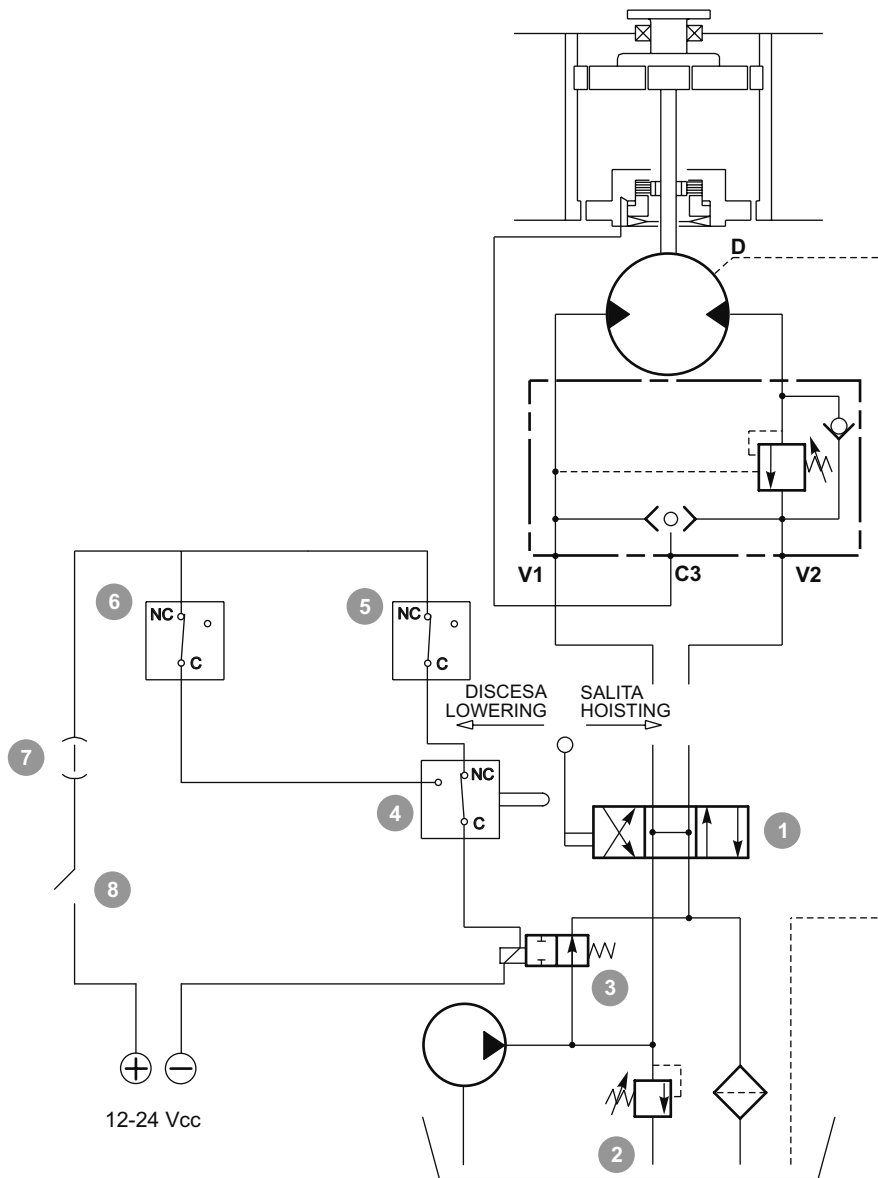 D
V1
C3
V2
6
NC
C
5
NC
C
DISCESA
LOWERING
SALITA
HOISTING
7
4
NC
C
1
8
3
+
−
12-24 Vcc
2